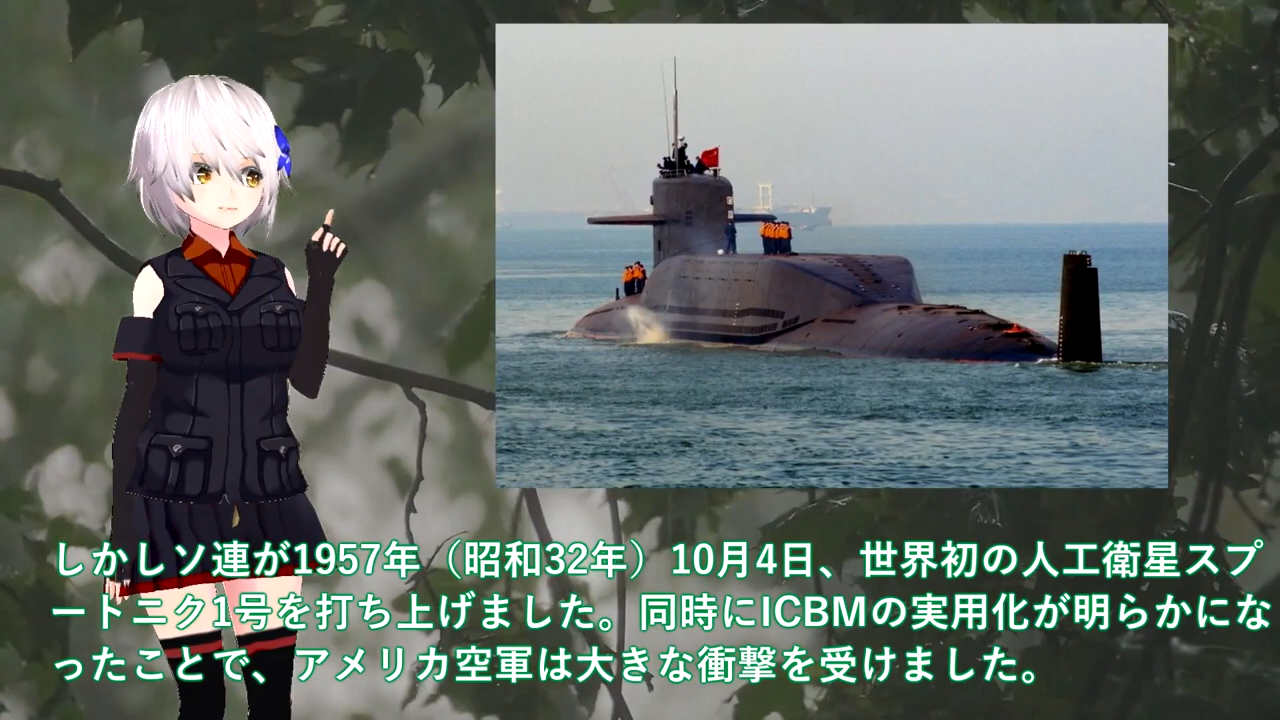 しかしソ連が1957年（昭和32年）10月4日、世界初の人工衛星スプ
ートニク1号を打ち上げました。同時にICBMの実用化が明らかにな
ったことで、アメリカ空軍は大きな衝撃を受けました。